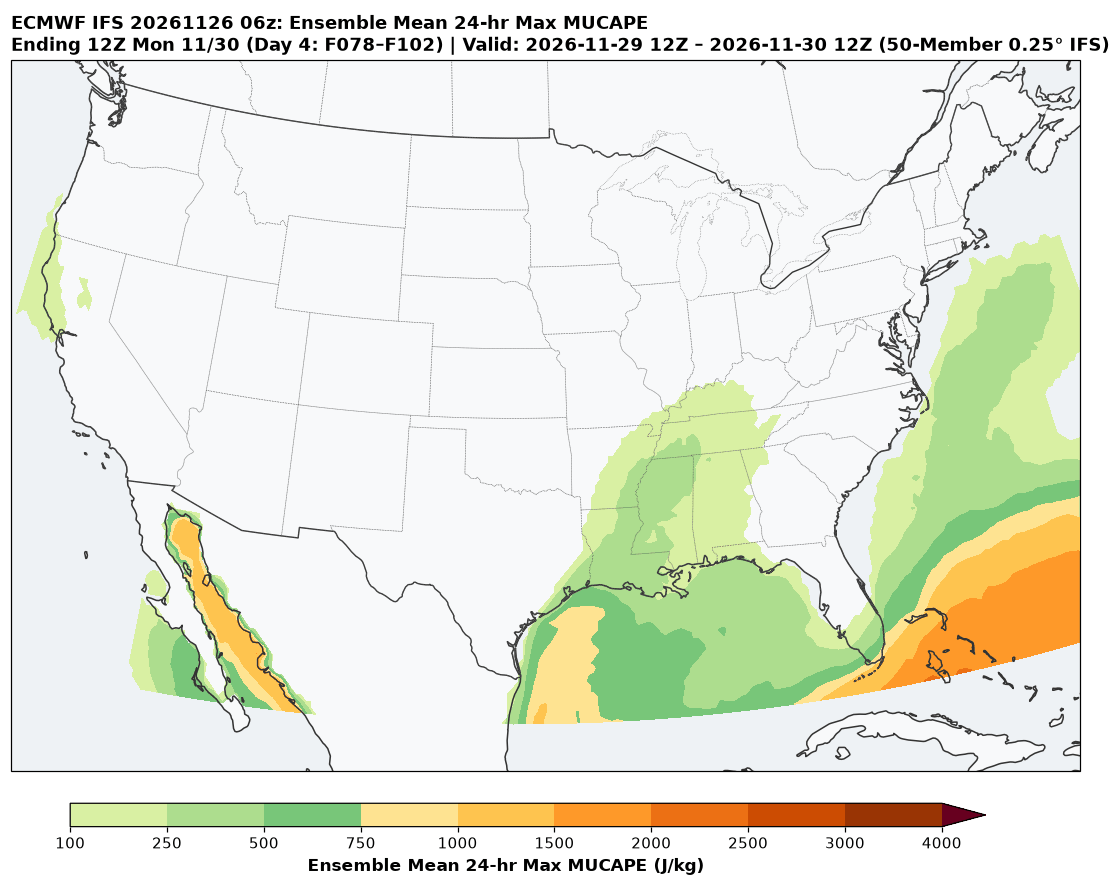 ECMWF IFS 20261126 06z: Ensemble Mean 24-hr Max MUCAPE
Ending 12Z Mon 11/30 (Day 4: F078–F102) | Valid: 2026-11-29 12Z – 2026-11-30 12Z (50-Member 0.25° IFS)
100 250 500 750 1000 1500 2000 2500 3000 4000
Ensemble Mean 24-hr Max MUCAPE (J/kg)